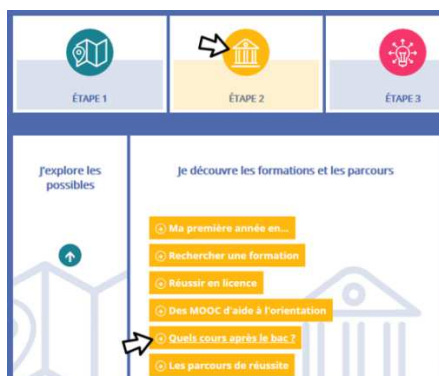 ÉTAPE 1
ÉTAPE 2
ÉTAPE 3
J'explore les
possibles
Je découvre les formations et les parcours
Ma première année en...
Rechercher une formation
Réussir en licence
Des MOOC d'aide à l'orientation
Quels cours après le bac ?
Les parcours de réussite